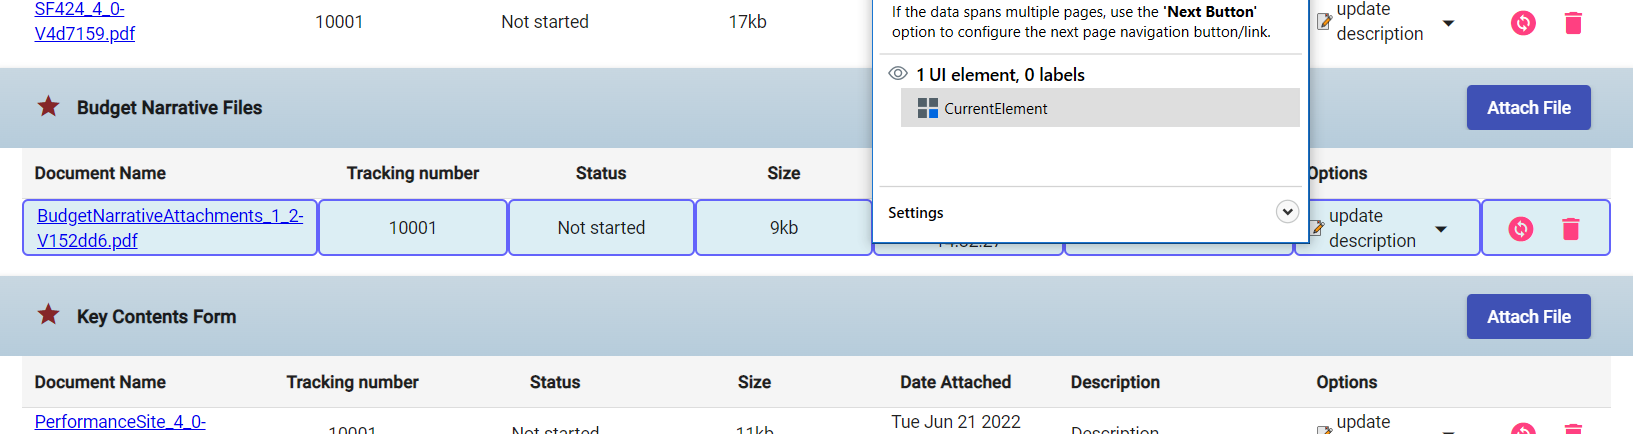 SF424_4_0-
V4d7159.pdf
10001
Not started
17kb
If the data spans multiple pages, use the 'Next Button'
option to configure the next page navigation button/link.
update
description
1 UI element, 0 labels
CurrentElement
Settings
Budget Narrative Files
Attach File
Document Name Tracking number Status Size Options
BudgetNarrativeAttachments_1_2-
V152dd6.pdf
10001
Not started
9kb
update
description
Key Contents Form
Attach File
Document Name Tracking number Status Size Date Attached Description Options
PerformanceSite_4_0-
10001
Not started
11kb
Tue Jun 21 2022
Description
update